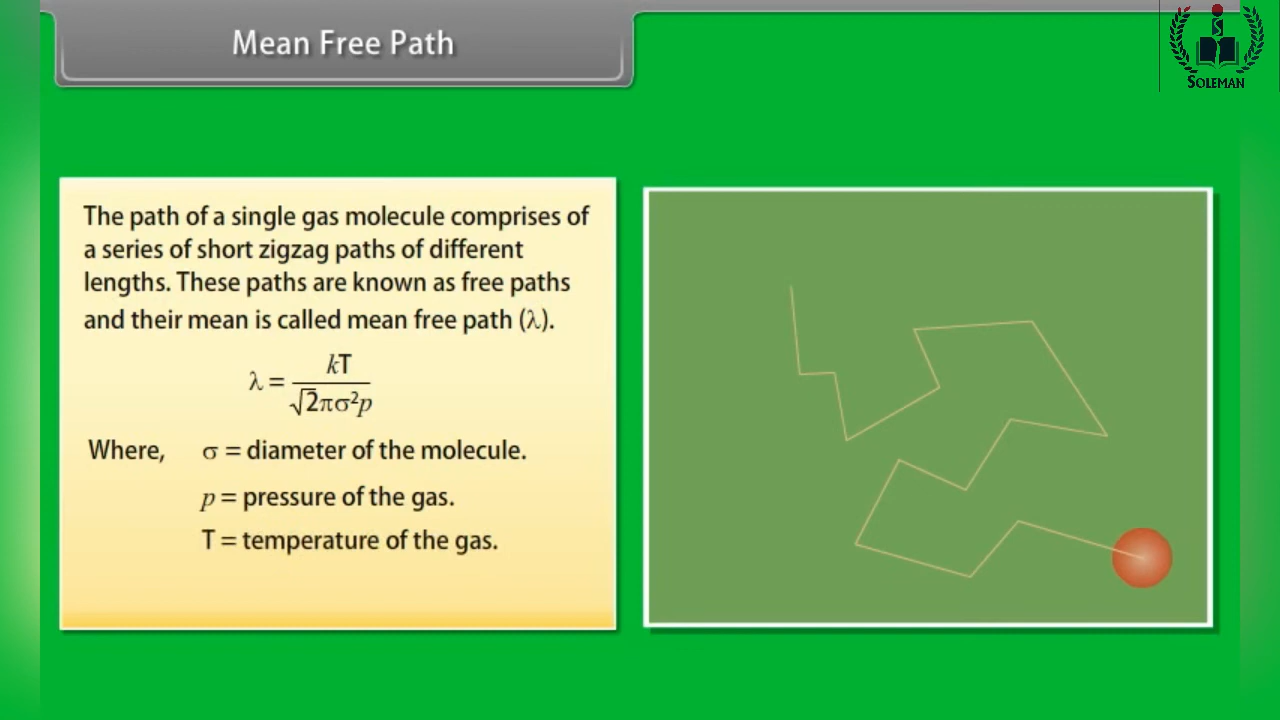 Mean Free Path
SOLEMAN
The path of a single gas molecule comprises of
a series of short zigzag paths of different
lengths. These paths are known as free paths
and their mean is called mean free path (λ).
λ = kT / √2πσ²p
Where, σ = diameter of the molecule.
p = pressure of the gas.
T = temperature of the gas.